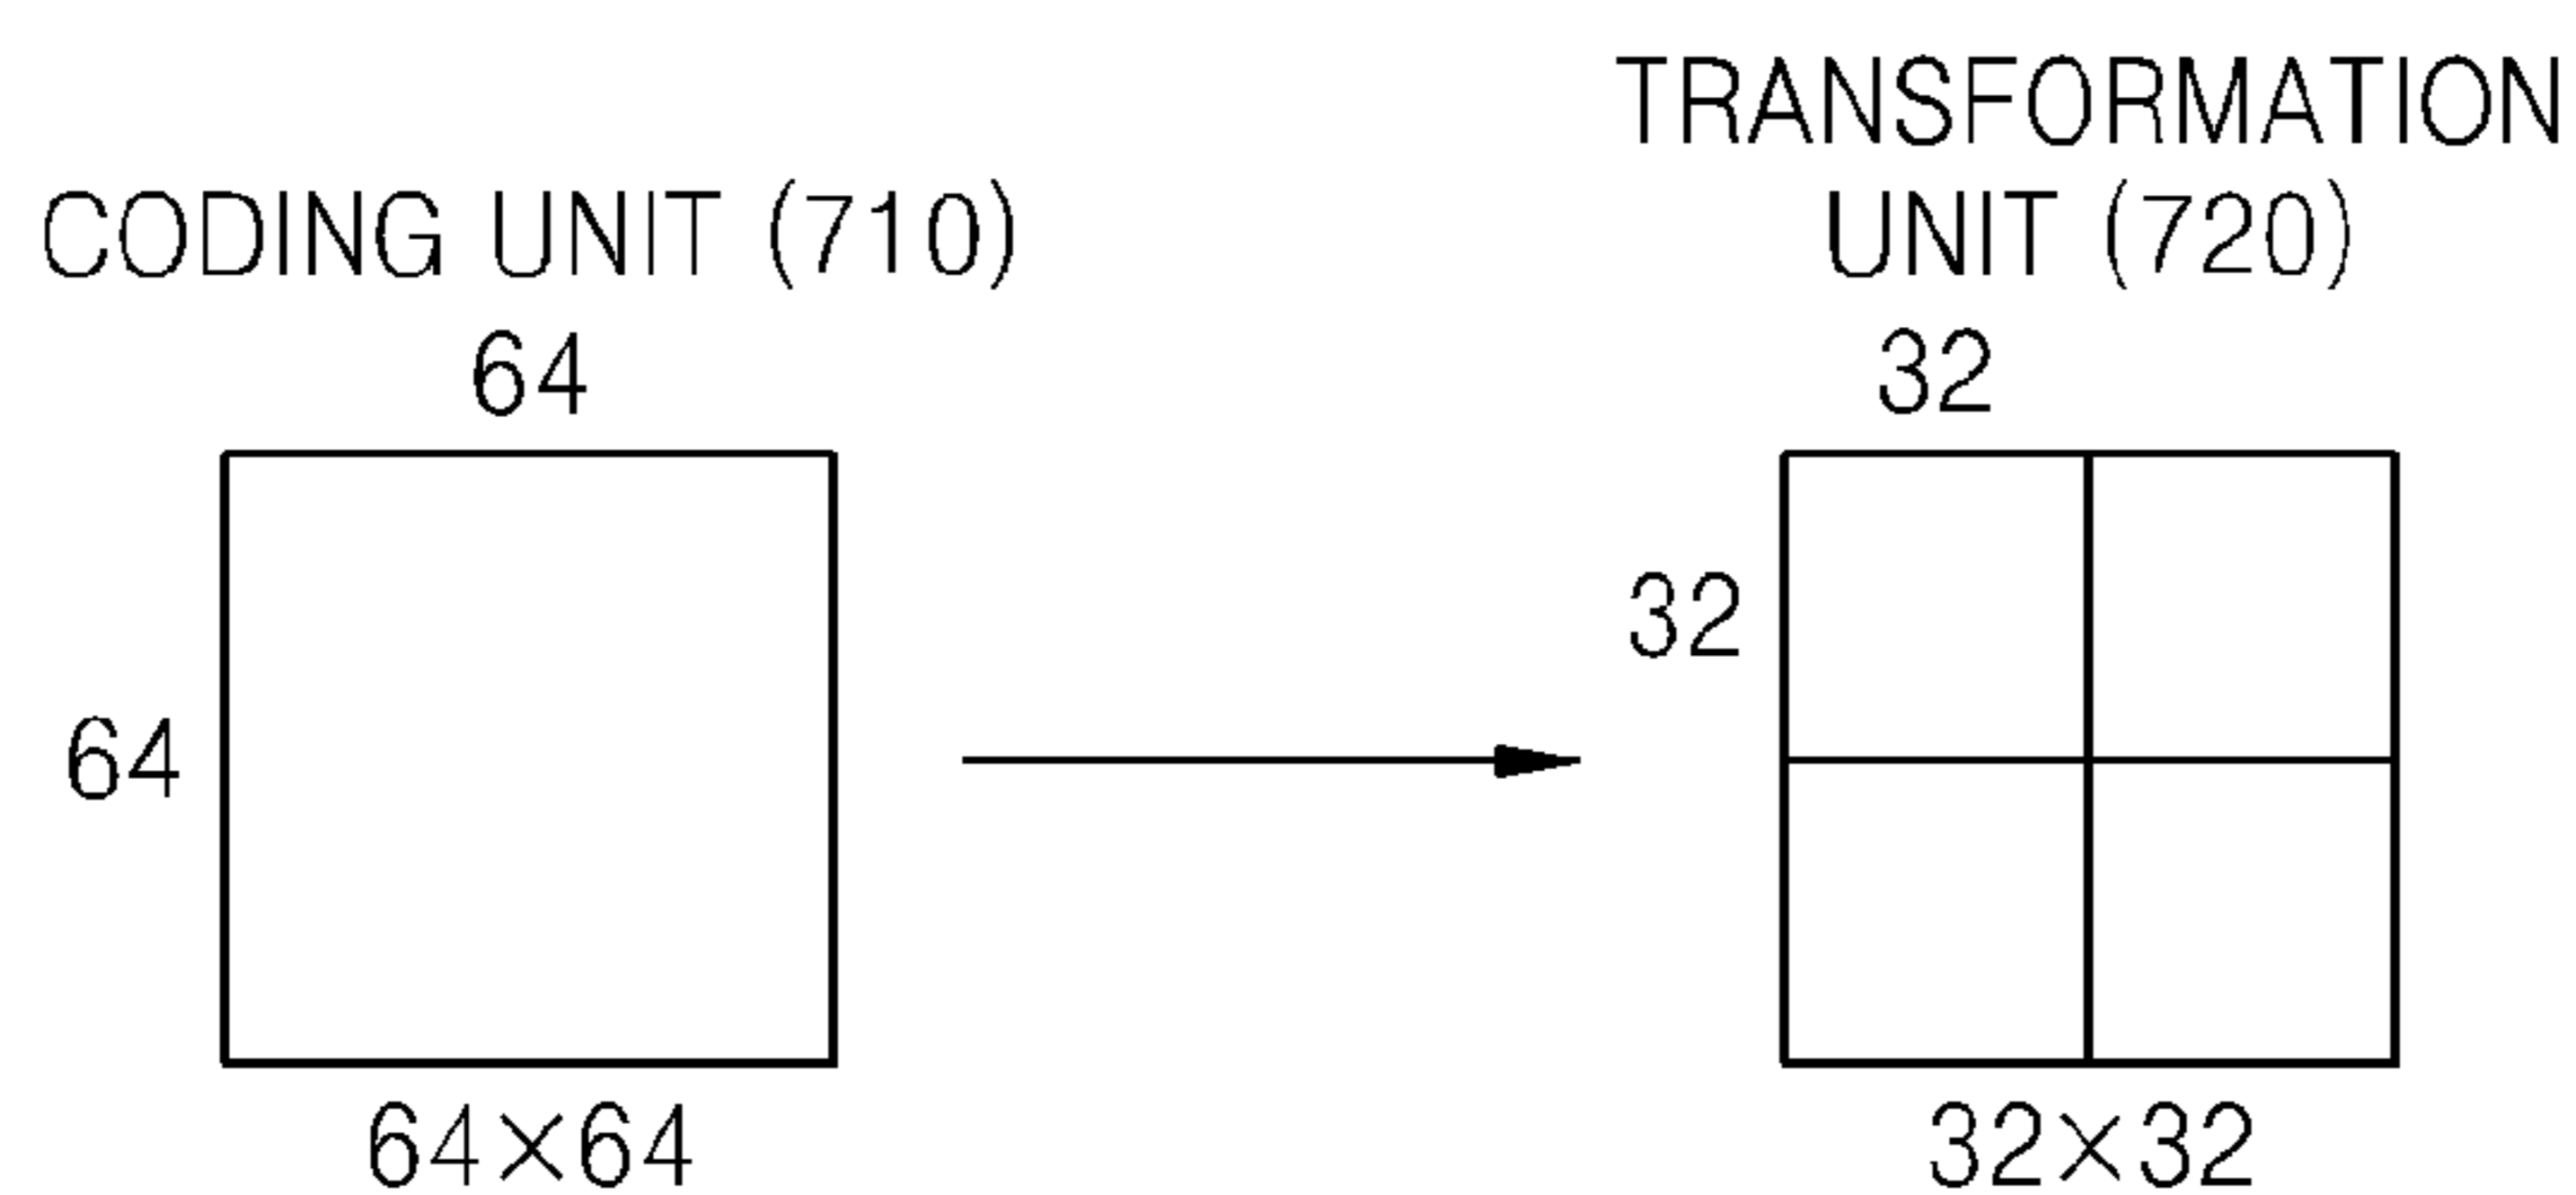 CODING UNIT (710)
64
64
64×64
TRANSFORMATION
UNIT (720)
32
32
32×32